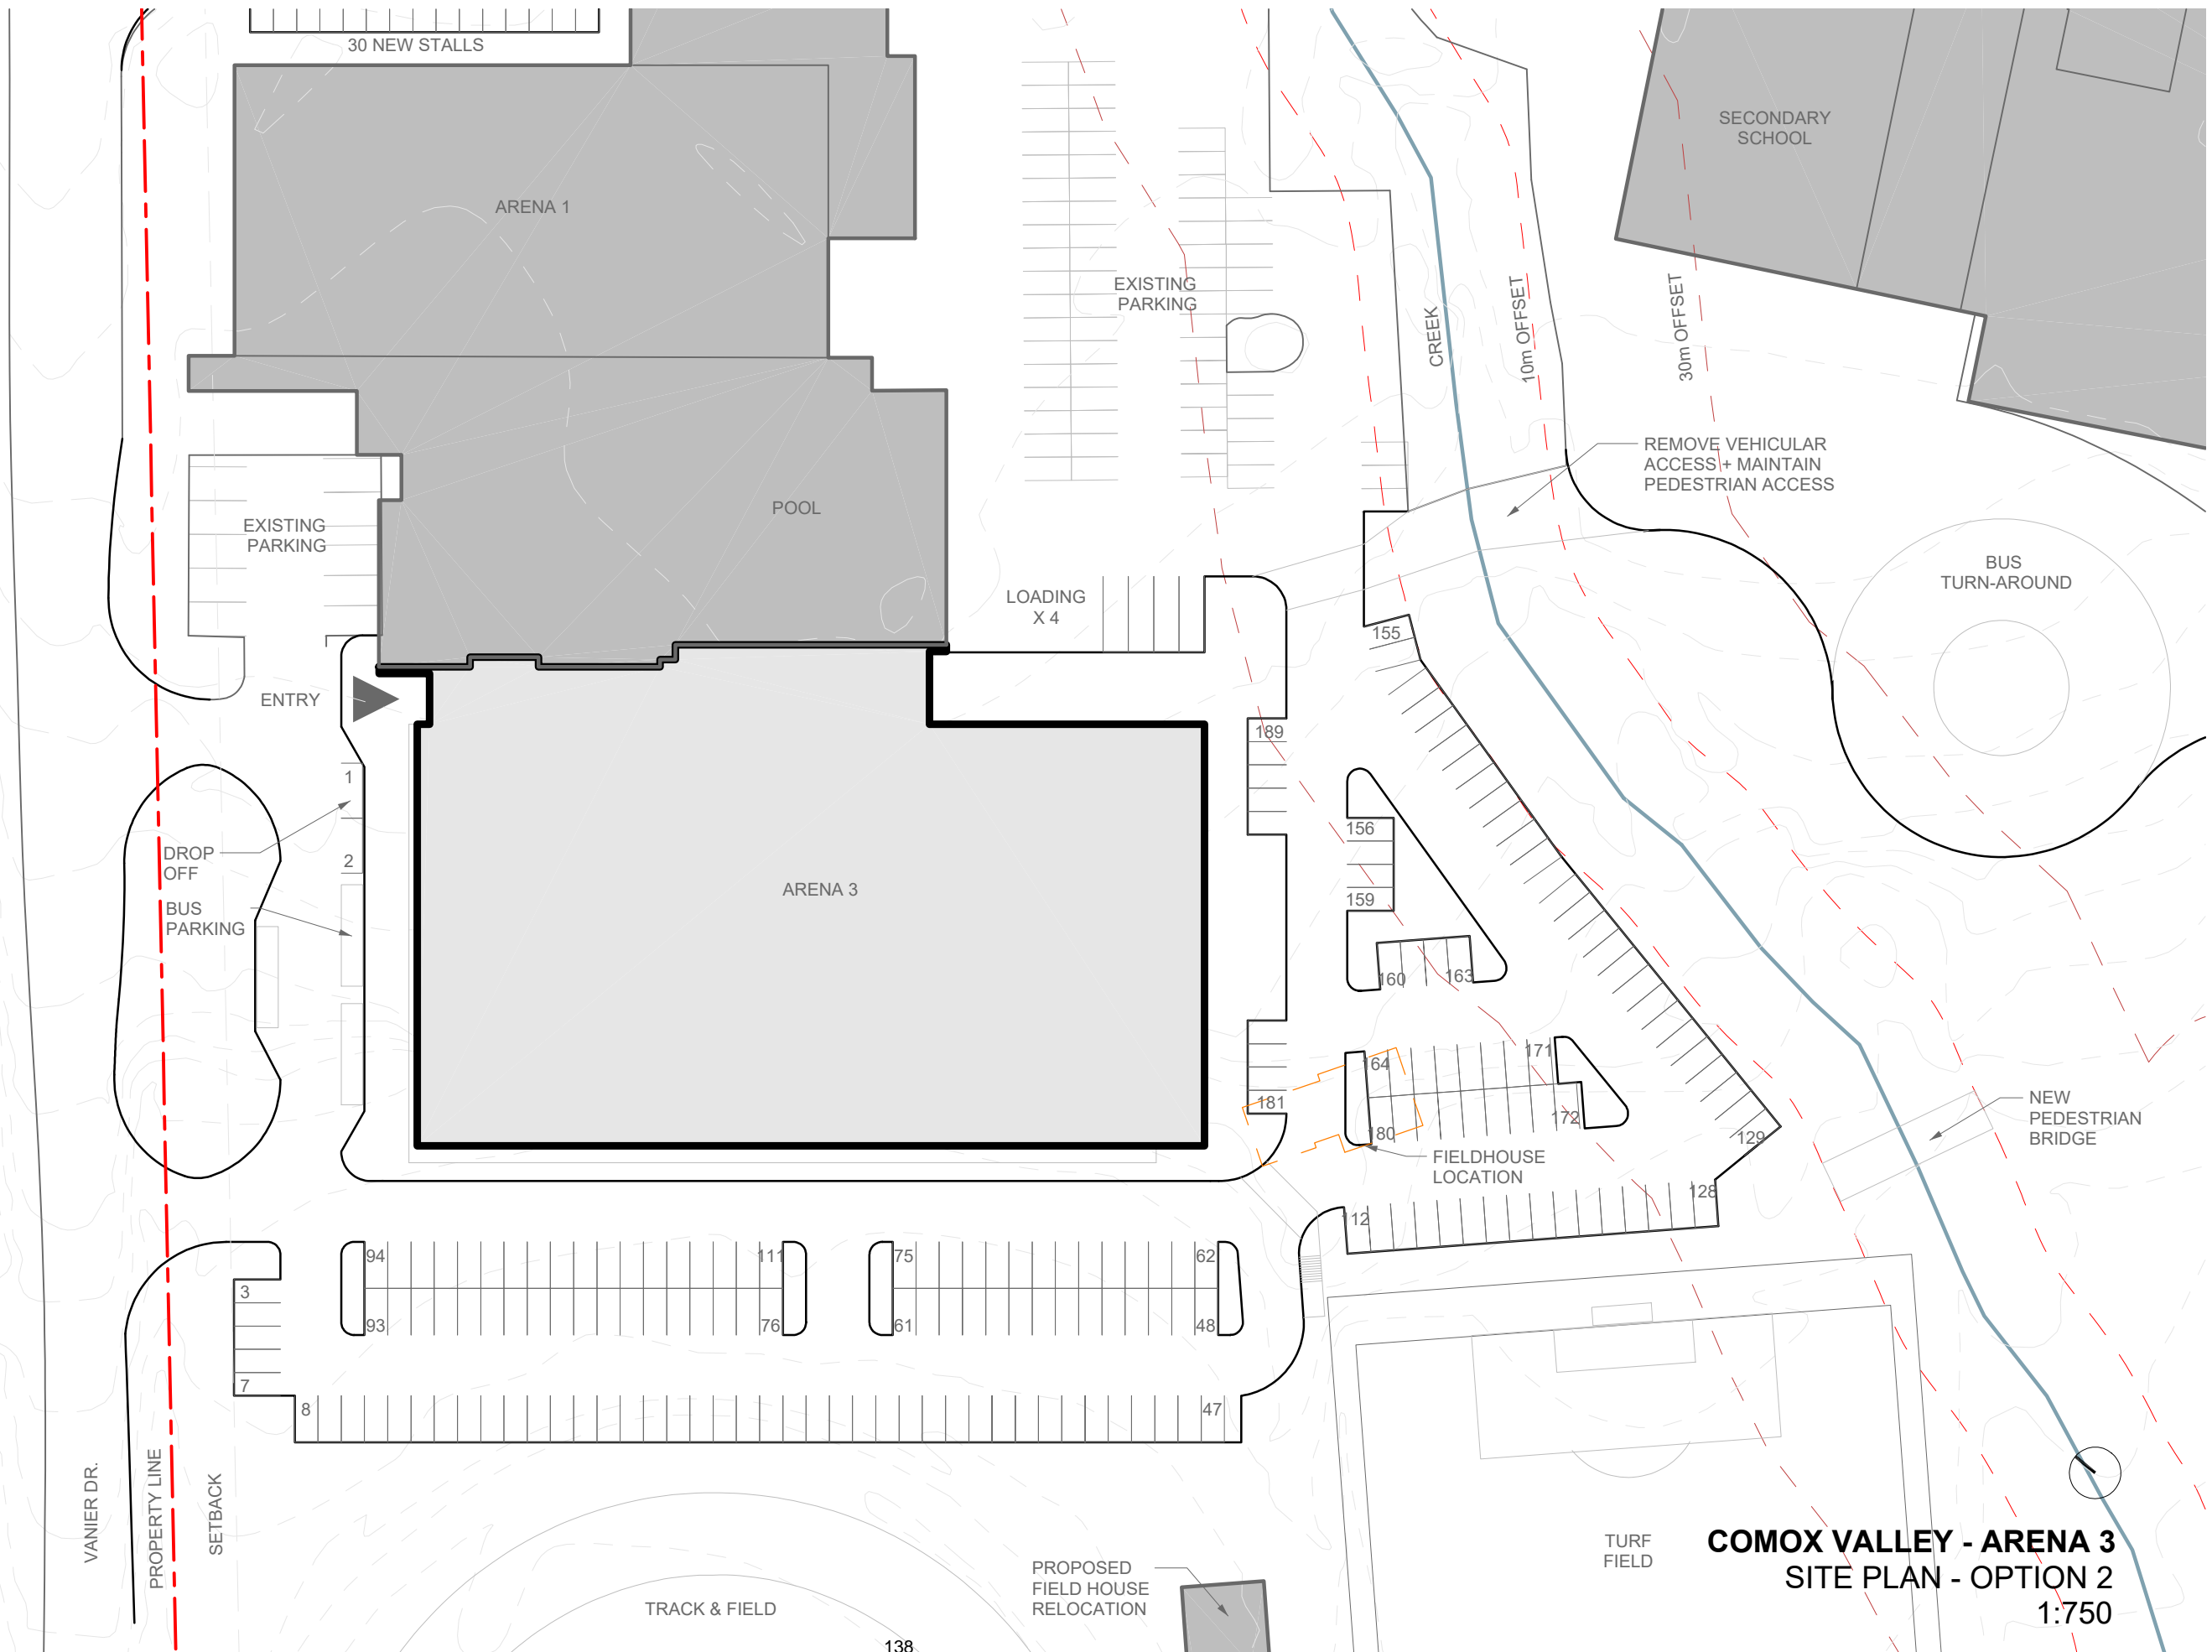 30 NEW STALLS
ARENA 1
SECONDARY
SCHOOL
EXISTING
PARKING
CREEK
10m OFFSET
30m OFFSET
REMOVE VEHICULAR
ACCESS + MAINTAIN
PEDESTRIAN ACCESS
POOL
EXISTING
PARKING
BUS
TURN-AROUND
LOADING
X 4
155
ENTRY
189
1
2
DROP
OFF
BUS
PARKING
ARENA 3
156
159
160
163
164
171
181
180
172
129
NEW
PEDESTRIAN
BRIDGE
FIELDHOUSE
LOCATION
112
128
94
111
75
62
3
93
76
61
48
7
8
47
VANIER DR.
PROPERTY LINE
SETBACK
TRACK & FIELD
138
PROPOSED
FIELD HOUSE
RELOCATION
TURF
FIELD
COMOX VALLEY - ARENA 3
SITE PLAN - OPTION 2
1:750